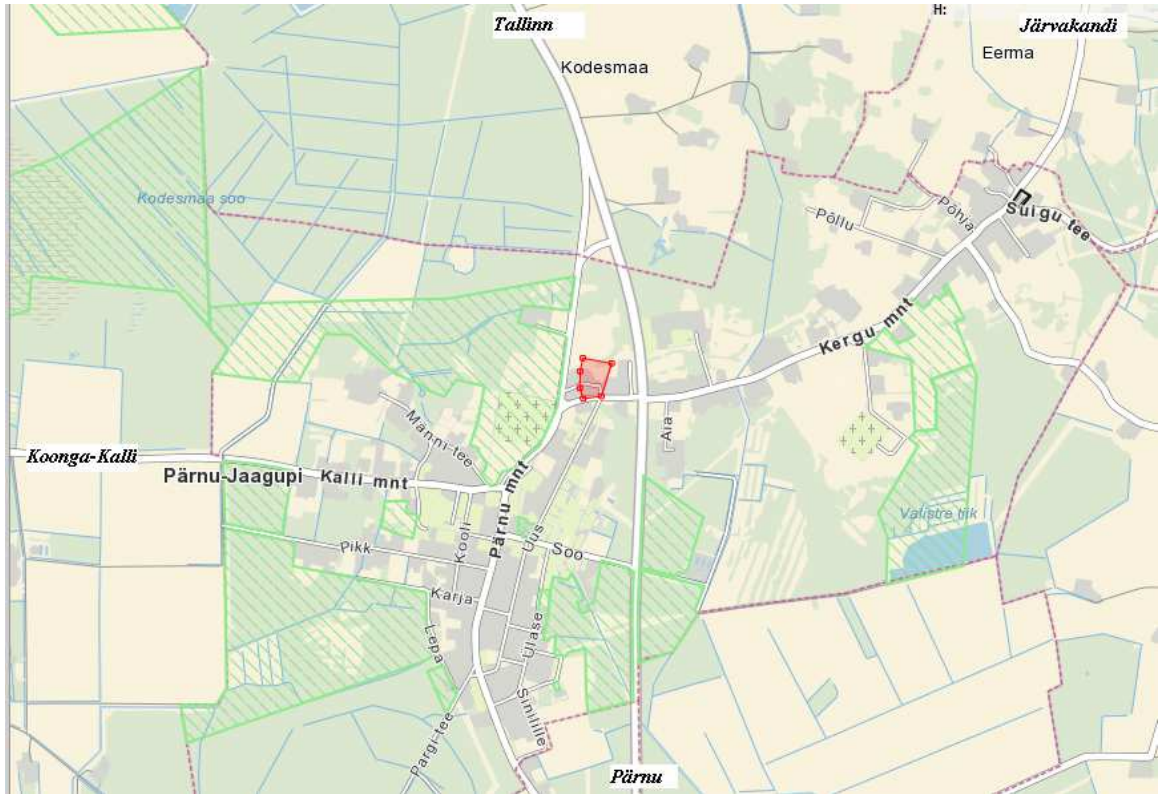 H:
Tallinn
Järvakandi
Eerma
Kodesmaa
Kodesmaa soo
Põhja
Suigu tee
Põllu
Kergu mnt
Männi tee
Aia
Koonga-Kalli
Pärnu-Jaagupi
Kalli mnt
Pärnu mnt
Valistre tiik
Kooli
Uus
Pikk
Soo
Karja
Lepa
Ülase
Sinilille
Pargi tee
Pärnu